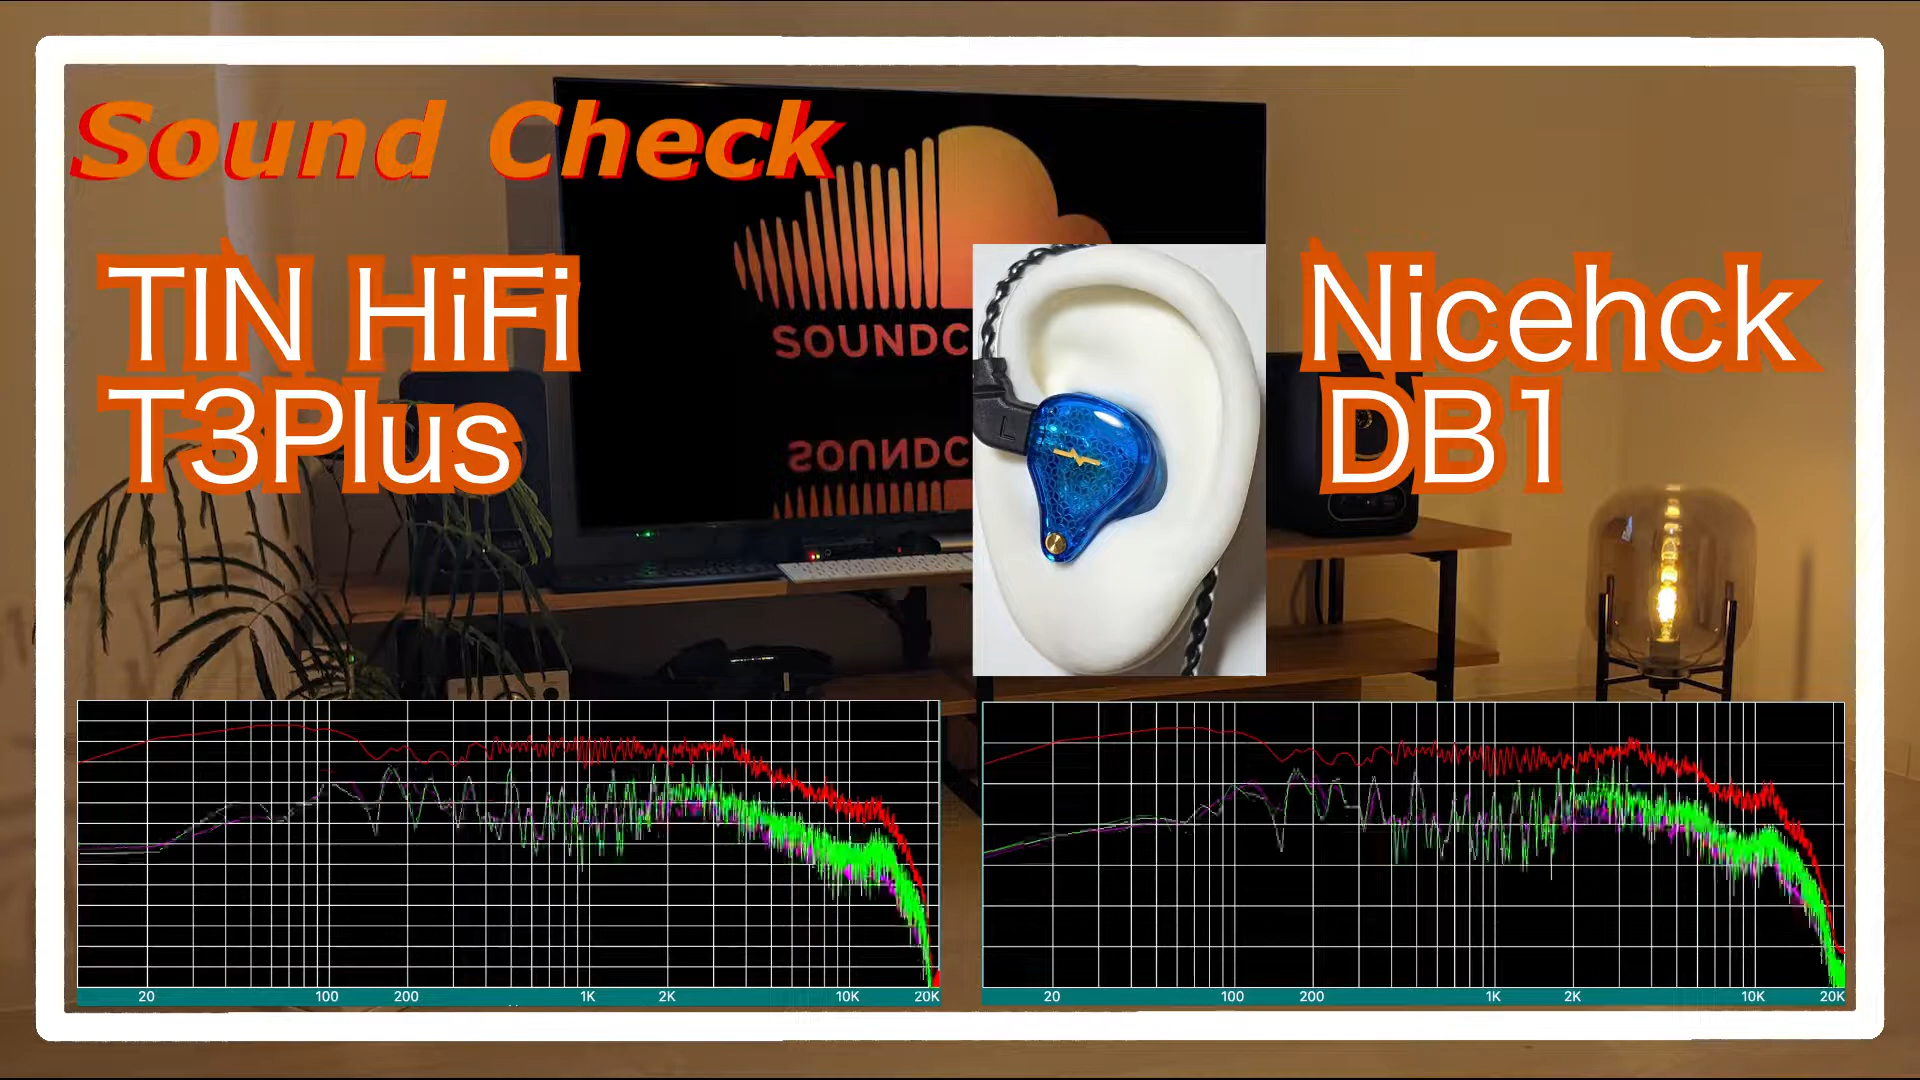 Sound Check
SOUNDC
SOUNDC
TIN HiFi
T3Plus
L
Nicehck
DB1
20 100 200 1K 2K 10K 20K
20 100 200 1K 2K 10K 20K